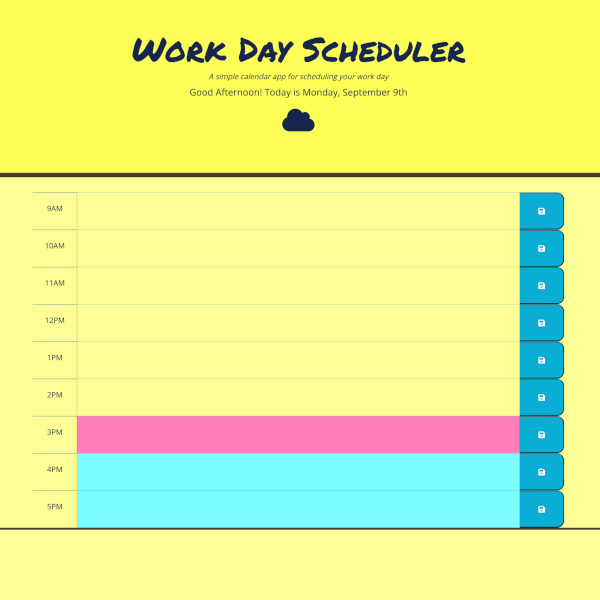 Work Day Scheduler
A simple calendar app for scheduling your work day
Good Afternoon! Today is Monday, September 9th
9AM
10AM
11AM
12PM
1PM
2PM
3PM
4PM
5PM